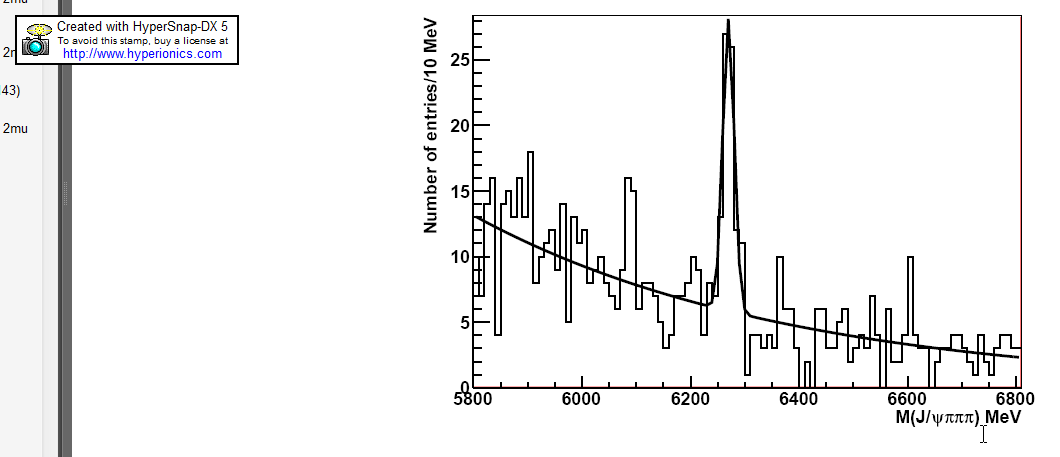 2mu
Created with HyperSnap-DX 5
To avoid this stamp, buy a license at
http://www.hyperionics.com
43)
2mu
Number of entries/10 MeV
25
20
15
10
5
0
5800 6000 6200 6400 6600 6800
M(J/ψπππ) MeV